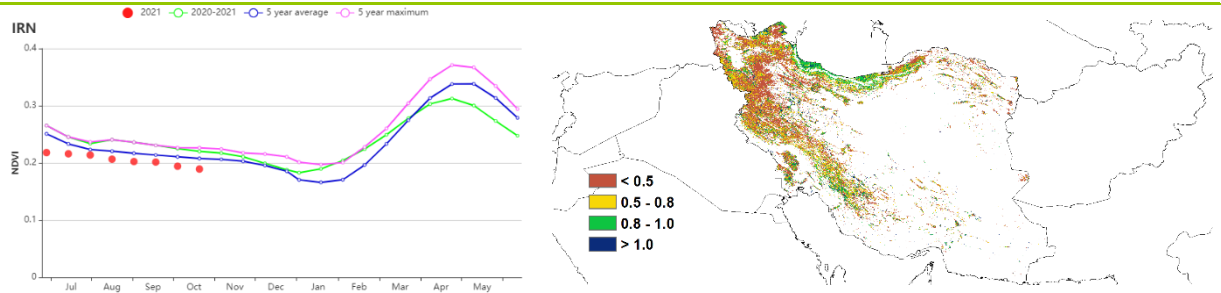 2021 2020-2021 5 year average 5 year maximum
IRN
0.4
0.3
0.2
0.1
0
NDVI
Jul Aug Sep Oct Nov Dec Jan Feb Mar Apr May
< 0.5
0.5 - 0.8
0.8 - 1.0
> 1.0